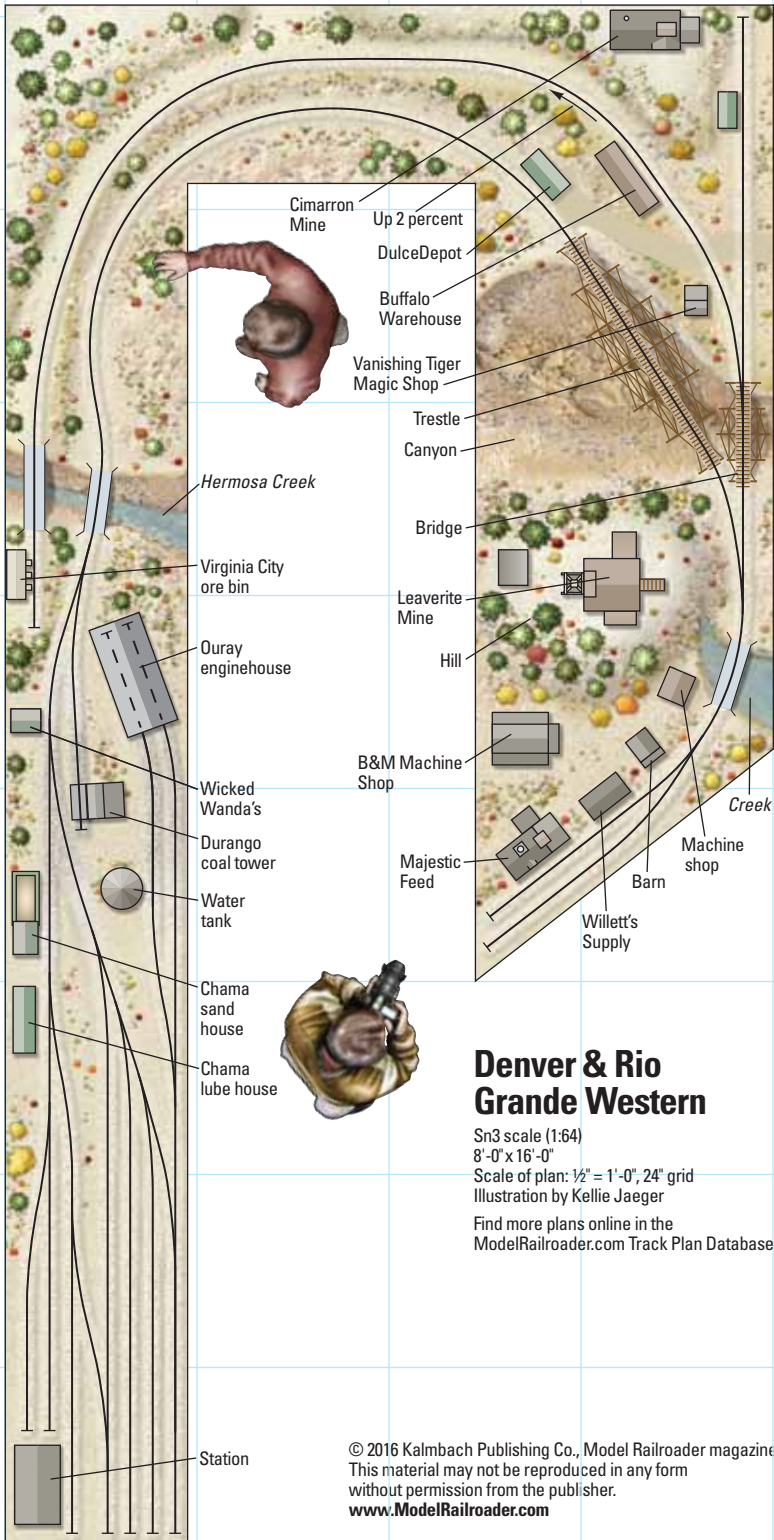 Cimarron
Mine
Up 2 percent
DulceDepot
Buffalo
Warehouse
Vanishing Tiger
Magic Shop
Trestle
Canyon
Hermosa Creek
Bridge
Virginia City
ore bin
Leaverite
Mine
Ouray
enginehouse
Hill
B&M Machine
Shop
Wicked
Wanda's
Creek
Durango
coal tower
Machine
shop
Majestic
Feed
Barn
Water
tank
Willett's
Supply
Chama
sand
house
Chama
lube house
Denver & Rio
Grande Western
Sn3 scale (1:64)
8'-0" x 16'-0"
Scale of plan: ½" = 1'-0", 24" grid
Illustration by Kellie Jaeger
Find more plans online in the
ModelRailroader.com Track Plan Database
Station
© 2016 Kalmbach Publishing Co., Model Railroader magazine
This material may not be reproduced in any form
without permission from the publisher.
www.ModelRailroader.com